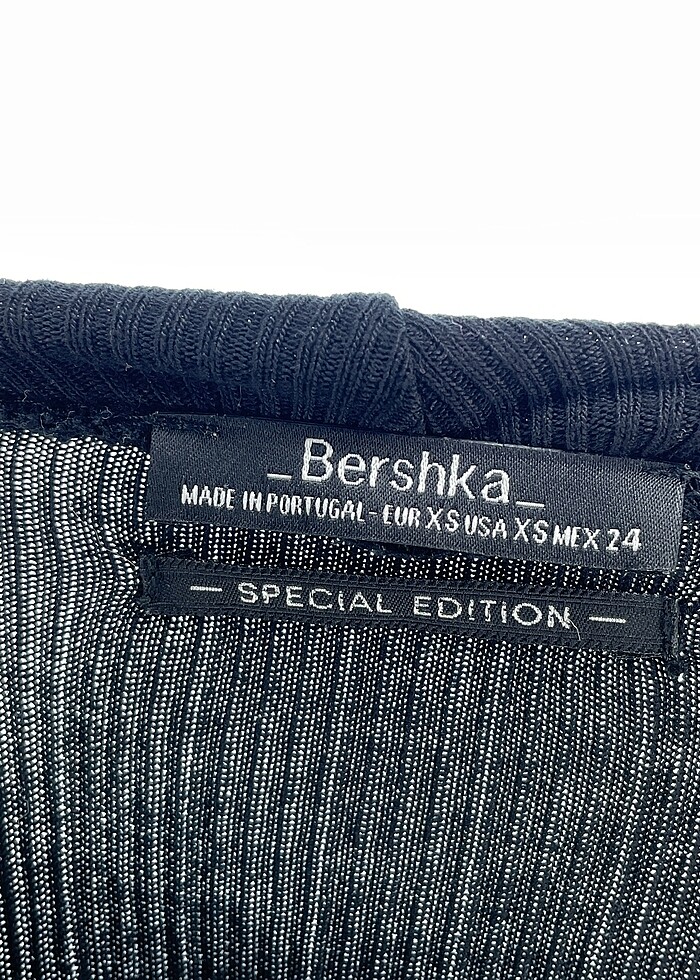 _Bershka_
MADE IN PORTUGAL - EUR XS USA XS MEX 24
— SPECIAL EDITION —